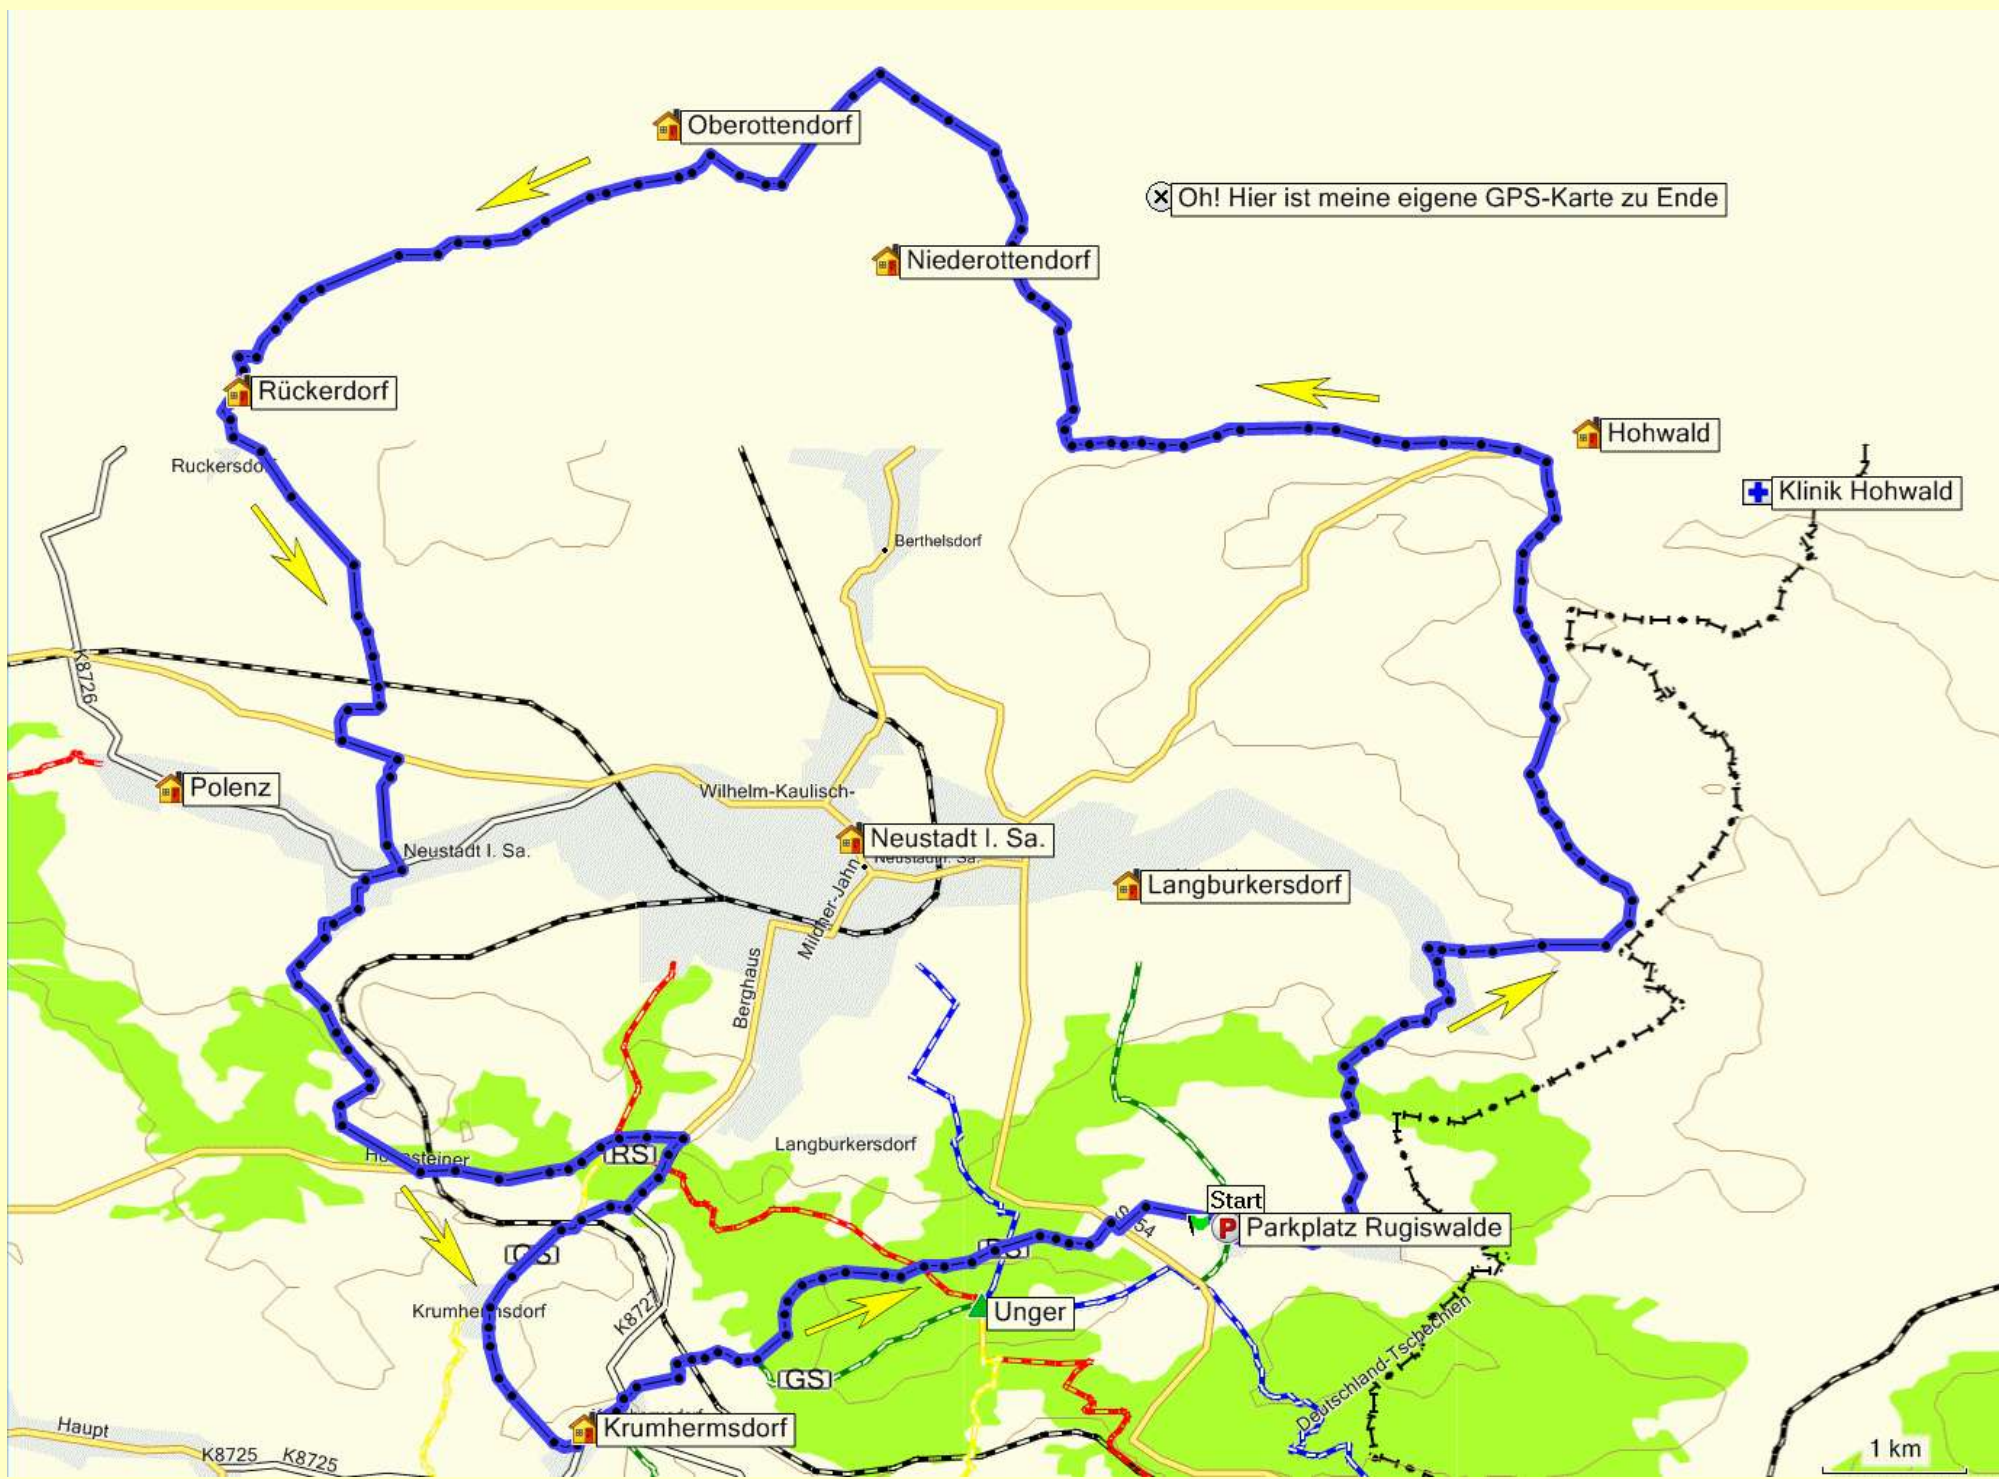 Oberottendorf
Oh! Hier ist meine eigene GPS-Karte zu Ende
Niederottendorf
Rückerdorf
Hohwald
Klinik Hohwald
Berthelsdorf
K8726
Polenz
Wilhelm-Kaulisch-
Neustadt I. Sa.
Neustadt I. Sa.
Langburkersdorf
Berghaus
Langburkersdorf
RS
Start
Parkplatz Rugiswalde
GS
Krumhermsdorf
K8727
Unger
Deutschland-Tschechien
GS
Krumhermsdorf
Haupt
K8725
K8725
1 km